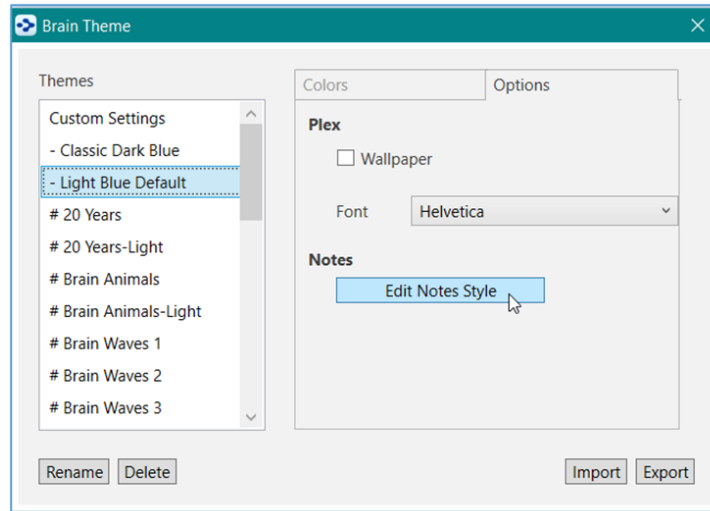 Brain Theme
Themes
Custom Settings
- Classic Dark Blue
- Light Blue Default
# 20 Years
# 20 Years-Light
# Brain Animals
# Brain Animals-Light
# Brain Waves 1
# Brain Waves 2
# Brain Waves 3
Rename Delete
Colors Options
Plex
Wallpaper
Font Helvetica
Notes
Edit Notes Style
Import Export